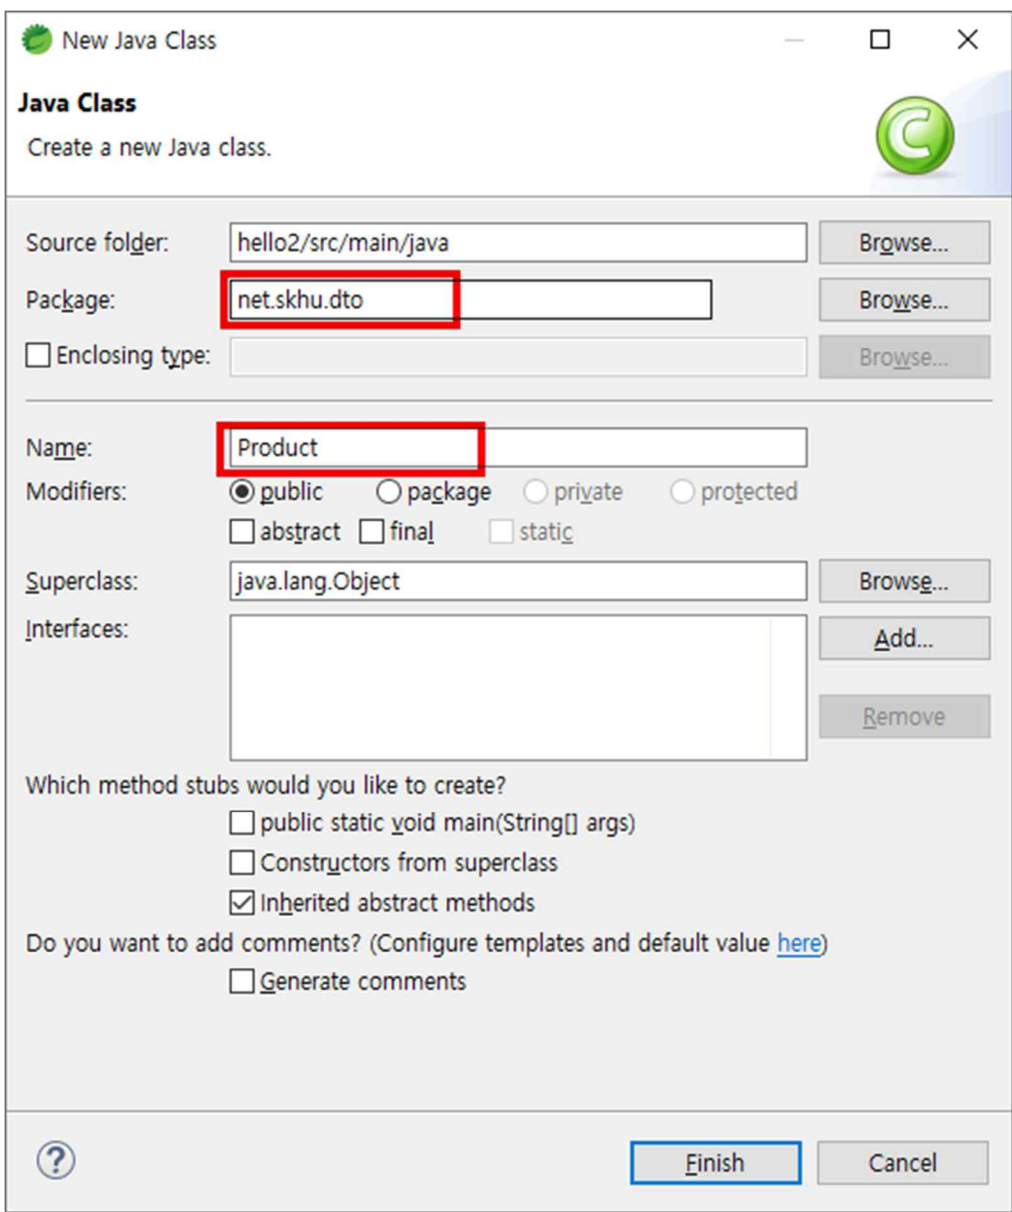 New Java Class
Java Class
Create a new Java class.
Source folder: hello2/src/main/java Browse...
Package: net.skhu.dto Browse...
Enclosing type: Browse...
Name: Product
Modifiers: public package private protected
abstract final static
Superclass: java.lang.Object Browse...
Interfaces: Add...
Remove
Which method stubs would you like to create?
public static void main(String[] args)
Constructors from superclass
Inherited abstract methods
Do you want to add comments? (Configure templates and default value here)
Generate comments
Finish Cancel